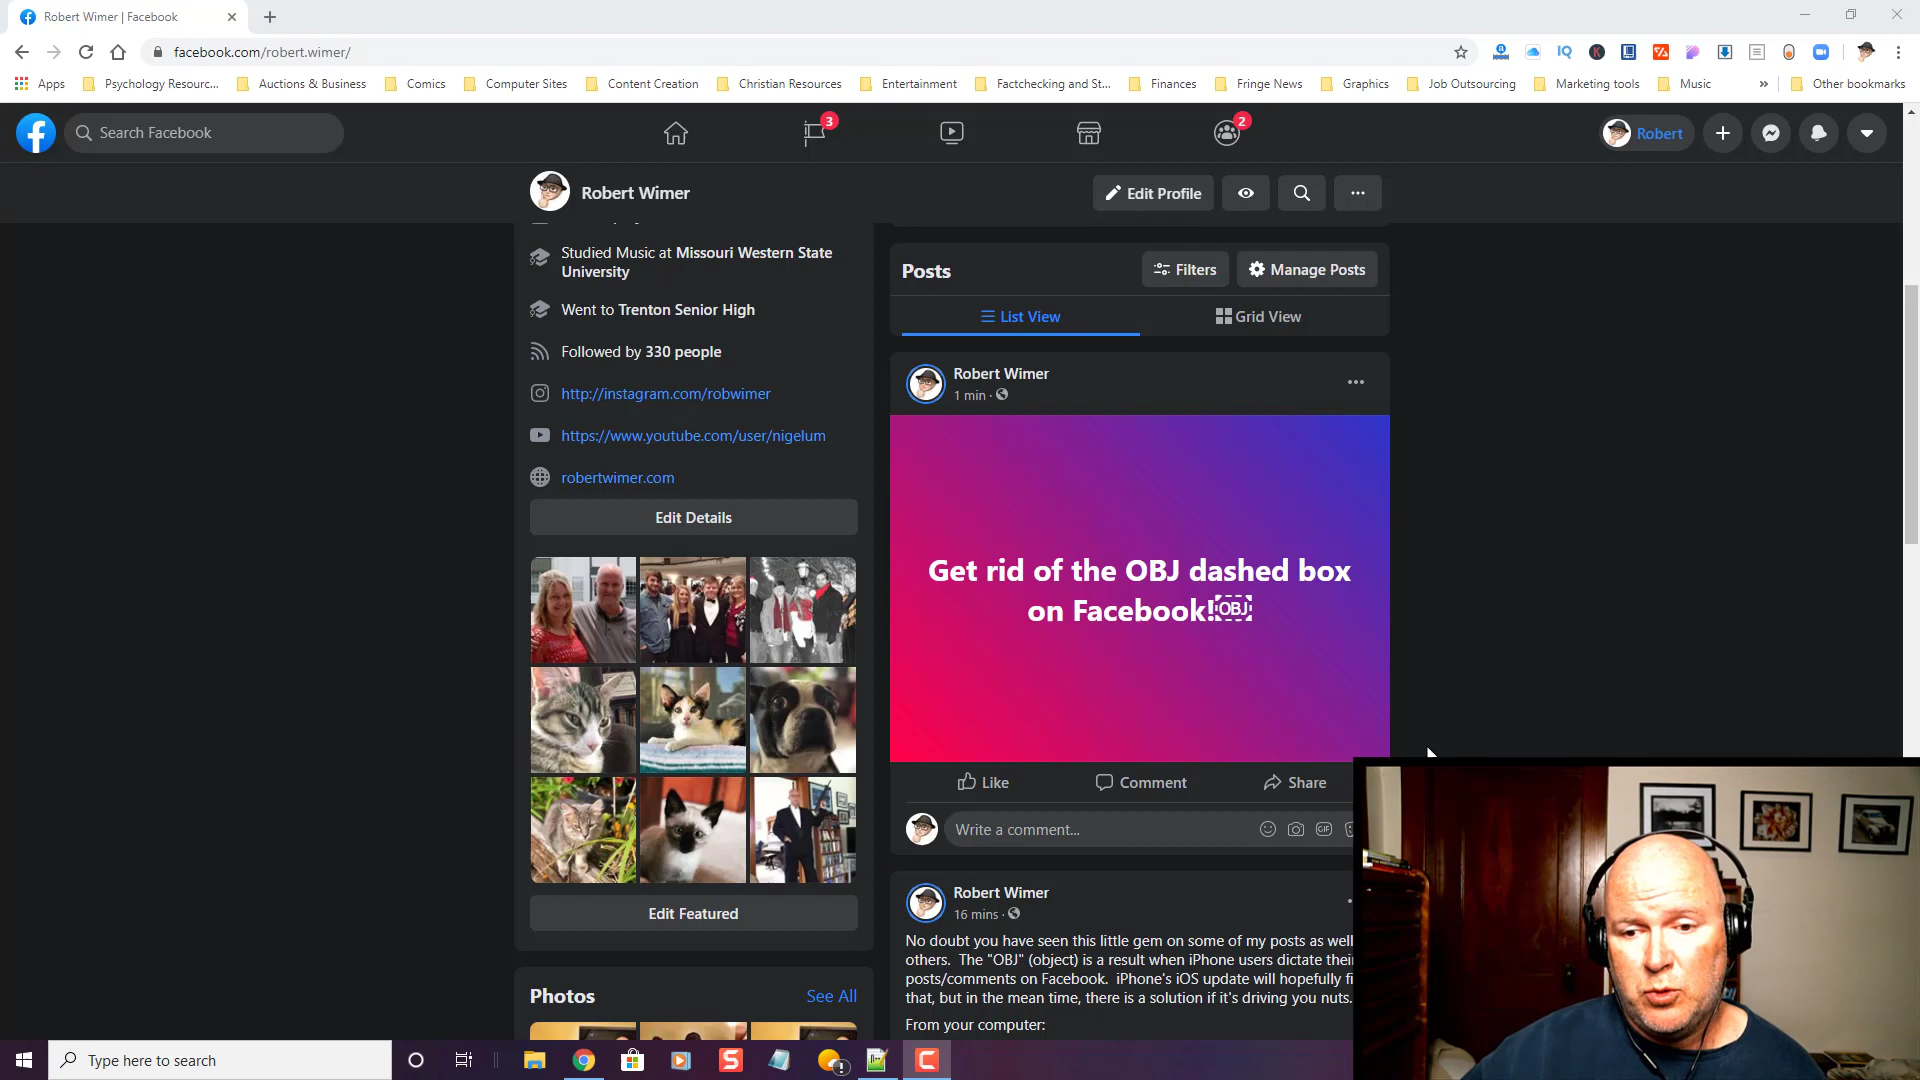 Robert Wimer | Facebook
facebook.com/robert.wimer/
Apps
Psychology Resourc...
Auctions & Business
Comics
Computer Sites
Content Creation
Christian Resources
Entertainment
Factchecking and St...
Finances
Fringe News
Graphics
Job Outsourcing
Marketing tools
Music
»
Other bookmarks
Search Facebook
3
2
Robert
Robert Wimer
Edit Profile
Studied Music at Missouri Western State
University
Went to Trenton Senior High
Followed by 330 people
http://instagram.com/robwimer
https://www.youtube.com/user/nigelum
robertwimer.com
Edit Details
Edit Featured
Photos
See All
Posts
Filters
Manage Posts
List View
Grid View
Robert Wimer
1 min ·
Get rid of the OBJ dashed box
on Facebook!￼
Like
Comment
Share
Write a comment...
GIF
Robert Wimer
16 mins ·
No doubt you have seen this little gem on some of my posts as well
others. The "OBJ" (object) is a result when iPhone users dictate thei
posts/comments on Facebook. iPhone's iOS update will hopefully fi
that, but in the mean time, there is a solution if it's driving you nuts.
From your computer:
Type here to search